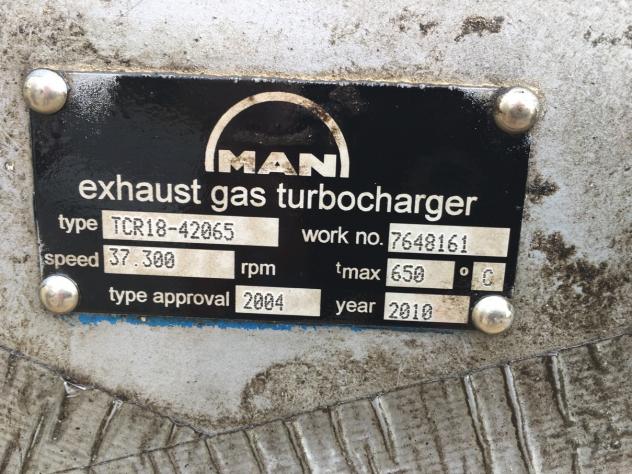 MAN
exhaust gas turbocharger
type TCR18-42065 work no. 7648161
speed 37.300 rpm tmax 650 ° C
type approval 2004 year 2010